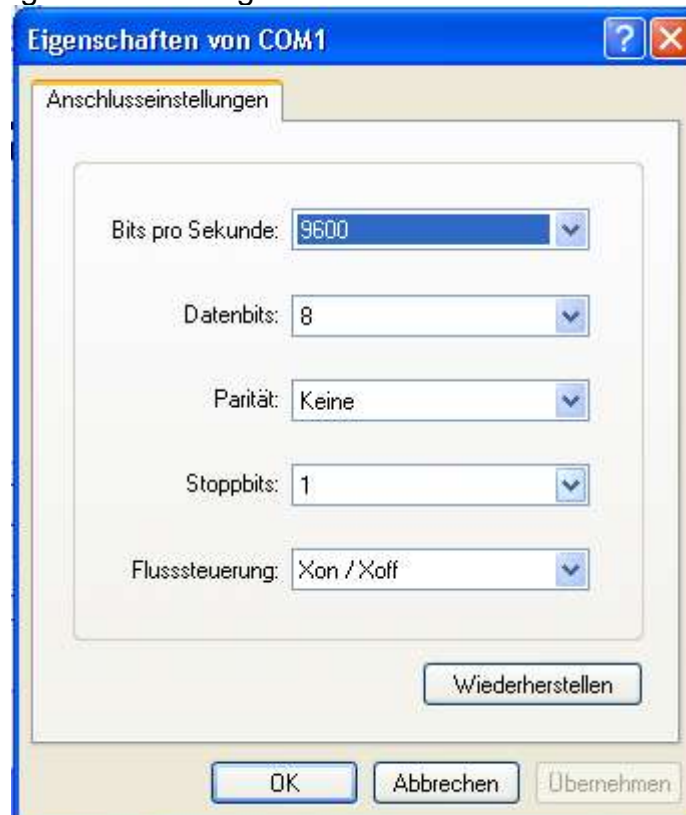 Eigenschaften von COM1
Anschlusseinstellungen
Bits pro Sekunde: 9600
Datenbits: 8
Parität: Keine
Stoppbits: 1
Flusssteuerung: Xon / Xoff
Wiederherstellen
OK Abbrechen Übernehmen